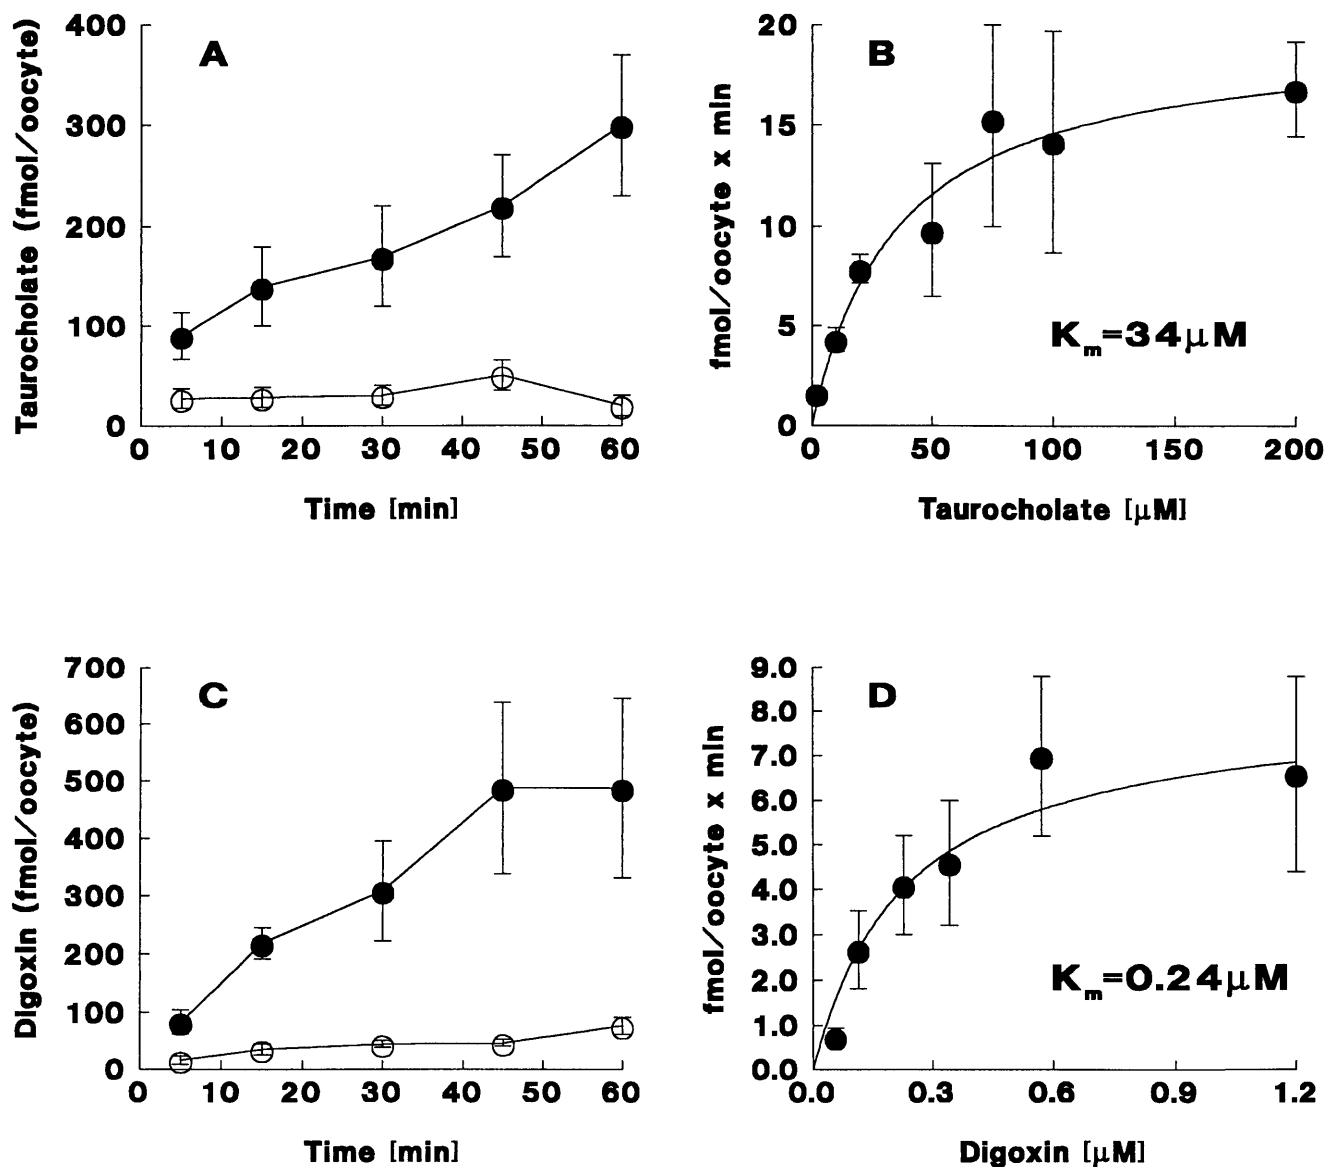 A
Taurocholate (fmol/oocyte)
400
300
200
100
0
0 10 20 30 40 50 60
Time [min]
B
fmol/oocyte x min
20
15
10
5
0
K_m=34μM
0 50 100 150 200
Taurocholate [μM]
C
Digoxin (fmol/oocyte)
700
600
500
400
300
200
100
0
0 10 20 30 40 50 60
Time [min]
D
fmol/oocyte x min
9.0
8.0
7.0
6.0
5.0
4.0
3.0
2.0
1.0
0.0
K_m=0.24μM
0.0 0.3 0.6 0.9 1.2
Digoxin [μM]